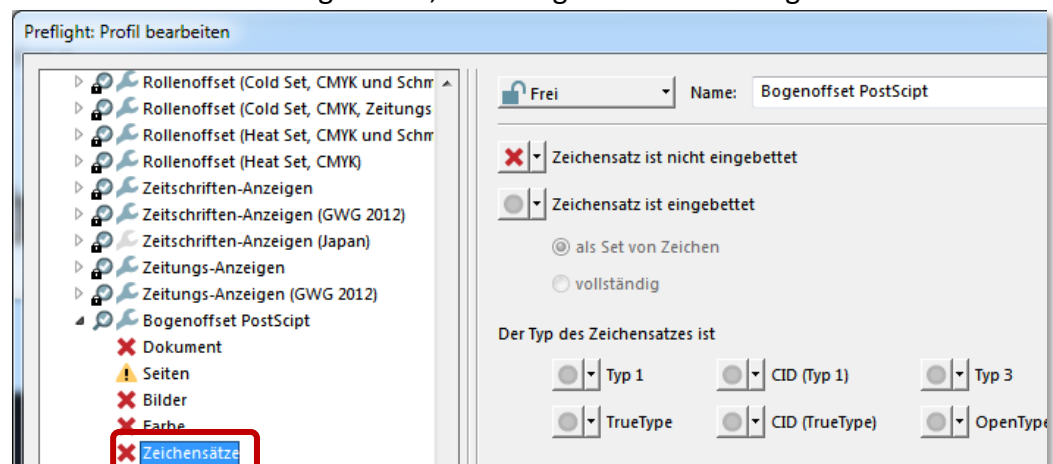 Preflight: Profil bearbeiten
Rollenoffset (Cold Set, CMYK und Schm
Rollenoffset (Cold Set, CMYK, Zeitungs
Rollenoffset (Heat Set, CMYK und Schm
Rollenoffset (Heat Set, CMYK)
Zeitschriften-Anzeigen
Zeitschriften-Anzeigen (GWG 2012)
Zeitschriften-Anzeigen (Japan)
Zeitungs-Anzeigen
Zeitungs-Anzeigen (GWG 2012)
Bogenoffset PostScipt
Dokument
Seiten
Bilder
Farbe
Zeichensätze
Frei
Name: Bogenoffset PostScipt
Zeichensatz ist nicht eingebettet
Zeichensatz ist eingebettet
als Set von Zeichen
vollständig
Der Typ des Zeichensatzes ist
Typ 1 CID (Typ 1) Typ 3
TrueType CID (TrueType) OpenType